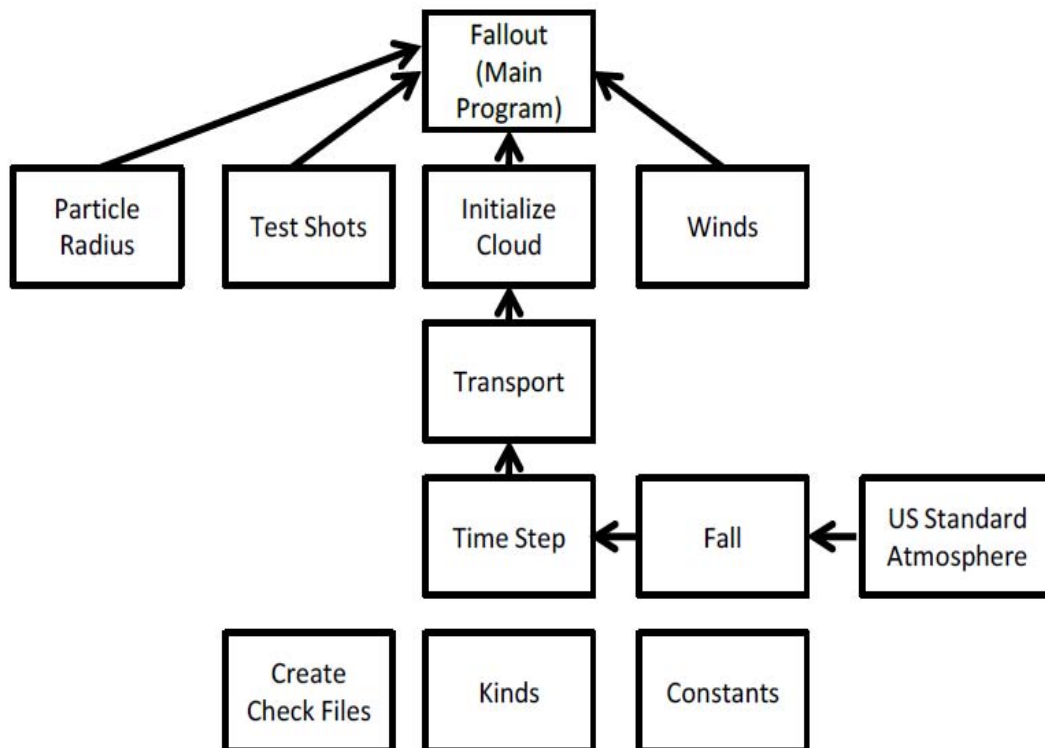 Fallout
(Main
Program)
Particle
Radius
Test Shots
Initialize
Cloud
Winds
Transport
Time Step
Fall
US Standard
Atmosphere
Create
Check Files
Kinds
Constants